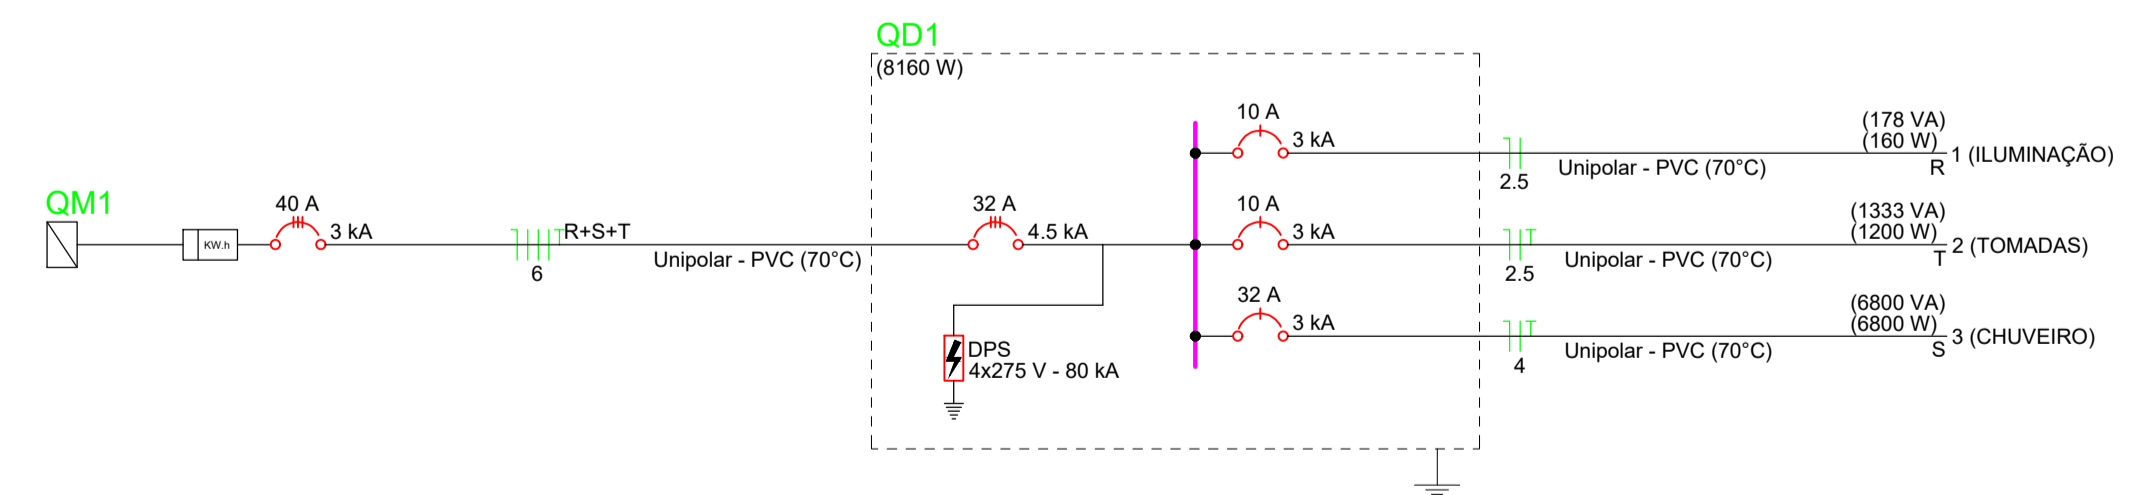 QD1
(8160 W)
QM1
KW.h
40 A
3 kA
R+S+T
6
Unipolar - PVC (70°C)
32 A
4.5 kA
DPS
4x275 V - 80 kA
10 A
3 kA
2.5
Unipolar - PVC (70°C)
(178 VA)
(160 W)
R
1 (ILUMINAÇÃO)
10 A
3 kA
2.5
Unipolar - PVC (70°C)
(1333 VA)
(1200 W)
T
2 (TOMADAS)
32 A
3 kA
4
Unipolar - PVC (70°C)
(6800 VA)
(6800 W)
S
3 (CHUVEIRO)